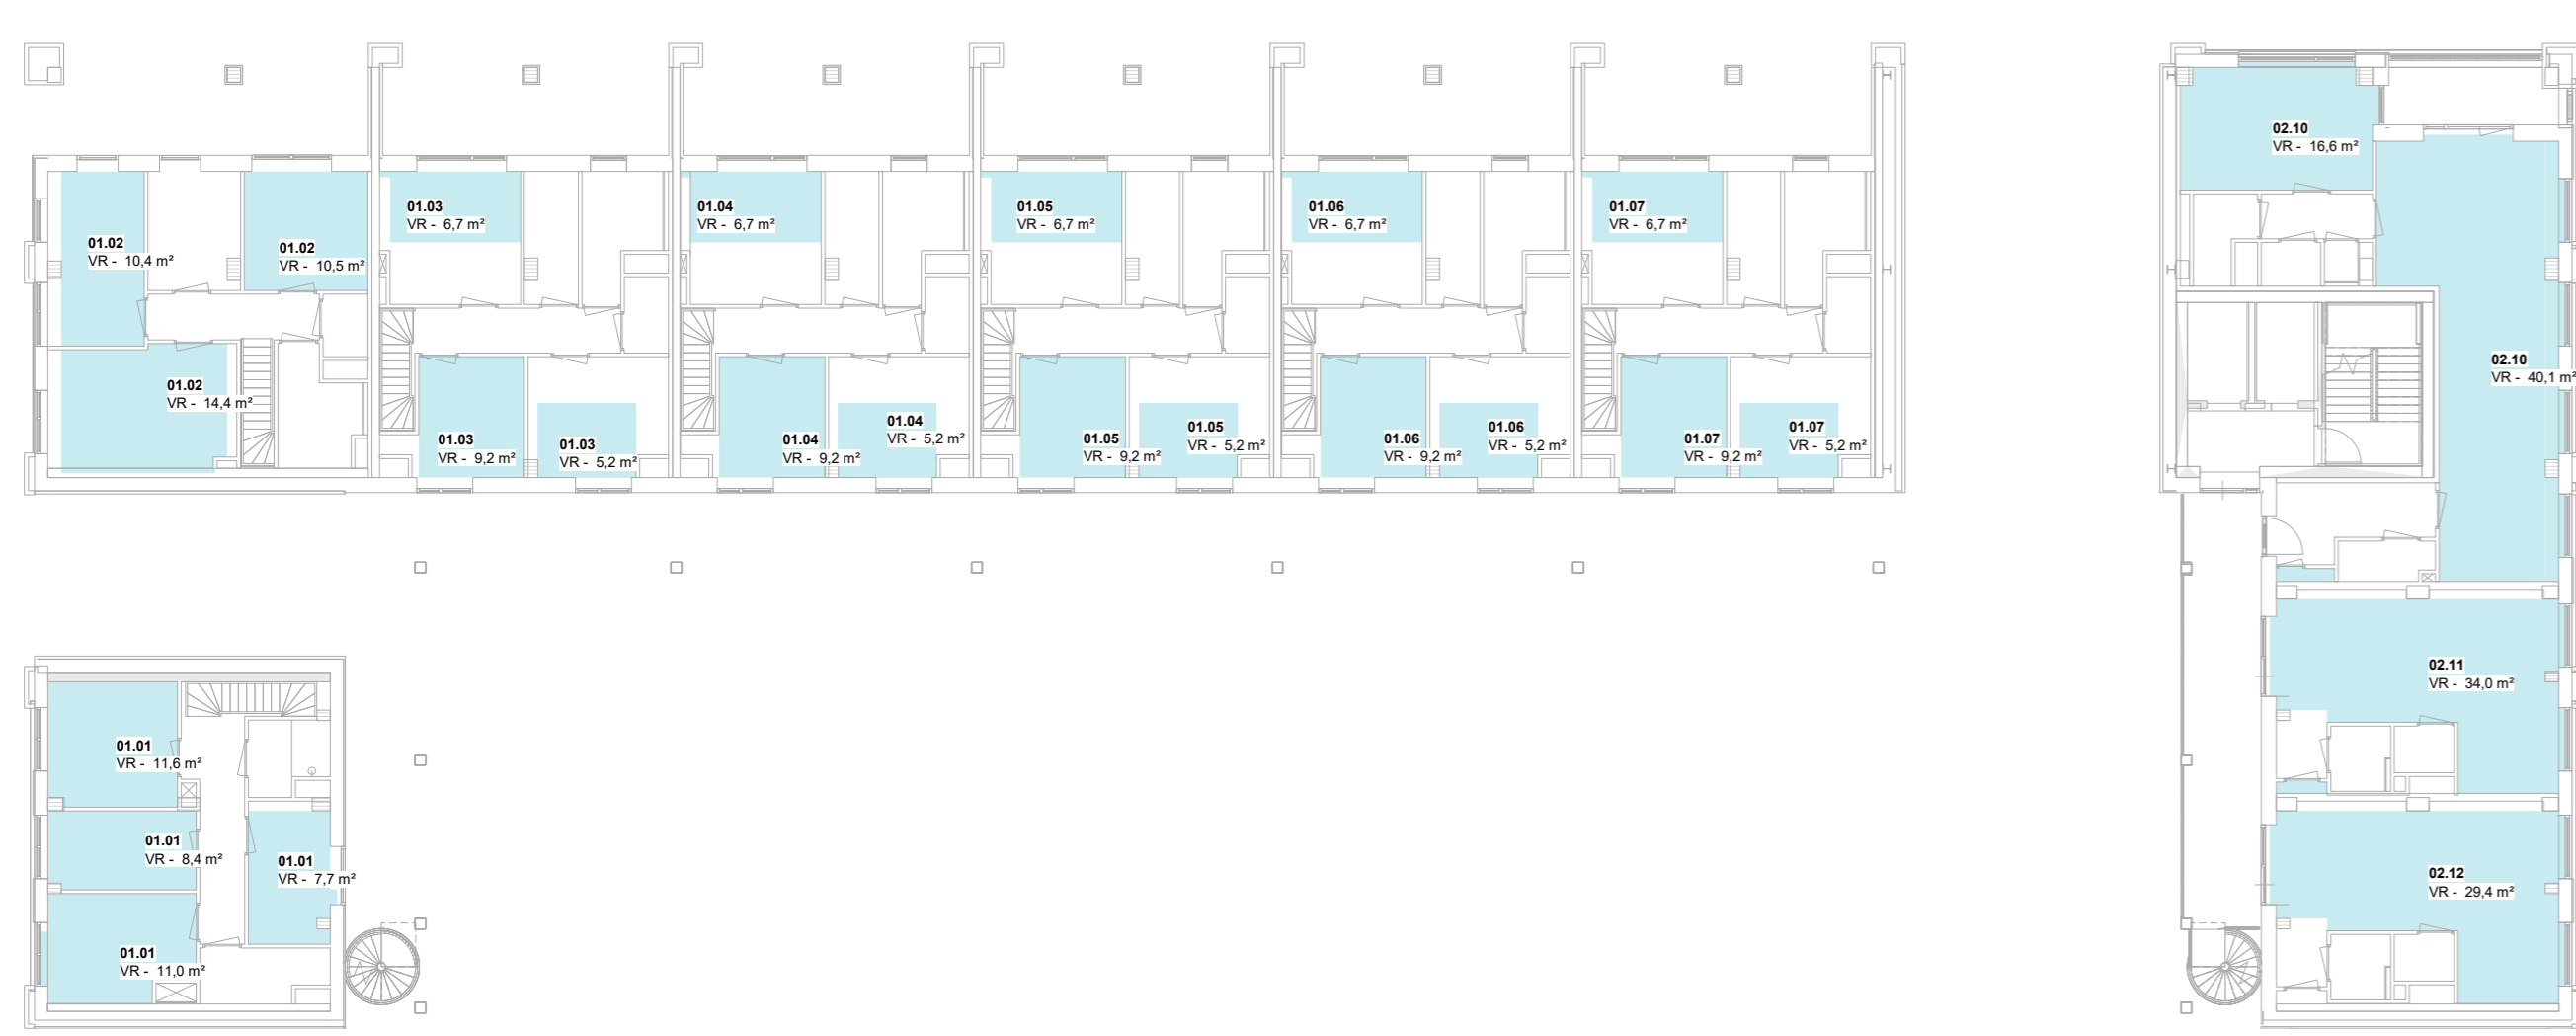 02.10
VR - 16,6 m²
01.03
VR - 6,7 m²
01.04
VR - 6,7 m²
01.05
VR - 6,7 m²
01.06
VR - 6,7 m²
01.07
VR - 6,7 m²
01.02
VR - 10,4 m²
01.02
VR - 10,5 m²
02.10
VR - 40,1 m²
01.02
VR - 14,4 m²
01.03
VR - 9,2 m²
01.03
VR - 5,2 m²
01.04
VR - 9,2 m²
01.04
VR - 5,2 m²
01.05
VR - 9,2 m²
01.05
VR - 5,2 m²
01.06
VR - 9,2 m²
01.06
VR - 5,2 m²
01.07
VR - 9,2 m²
01.07
VR - 5,2 m²
02.11
VR - 34,0 m²
01.01
VR - 11,6 m²
01.01
VR - 8,4 m²
01.01
VR - 7,7 m²
02.12
VR - 29,4 m²
01.01
VR - 11,0 m²